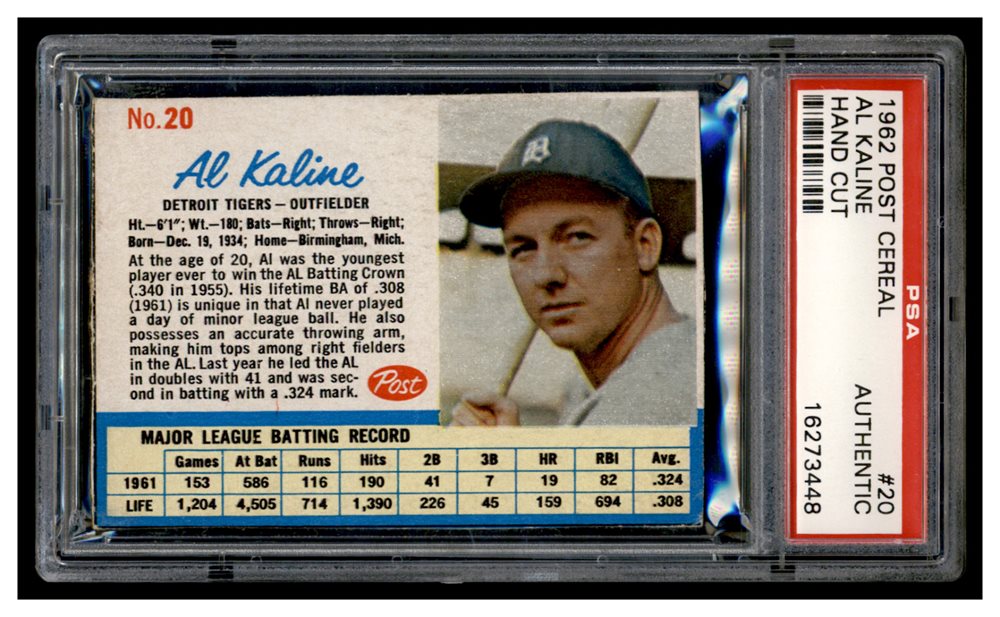 No. 20
Al Kaline
DETROIT TIGERS – OUTFIELDER
Ht.–6'1"; Wt.–180; Bats–Right; Throws–Right;
Born–Dec. 19, 1934; Home–Birmingham, Mich.
At the age of 20, Al was the youngest
player ever to win the AL Batting Crown
(.340 in 1955). His lifetime BA of .308
(1961) is unique in that Al never played
a day of minor league ball. He also
possesses an accurate throwing arm,
making him tops among right fielders
in the AL. Last year he led the AL
in doubles with 41 and was sec-
ond in batting with a .324 mark.
Post
D
MAJOR LEAGUE BATTING RECORD
Games At Bat Runs Hits 2B 3B HR RBI Avg.
1961 153 586 116 190 41 7 19 82 .324
LIFE 1,204 4,505 714 1,390 226 45 159 694 .308
PSA
1962 POST CEREAL #20
AL KALINE AUTHENTIC
HAND CUT
16273448